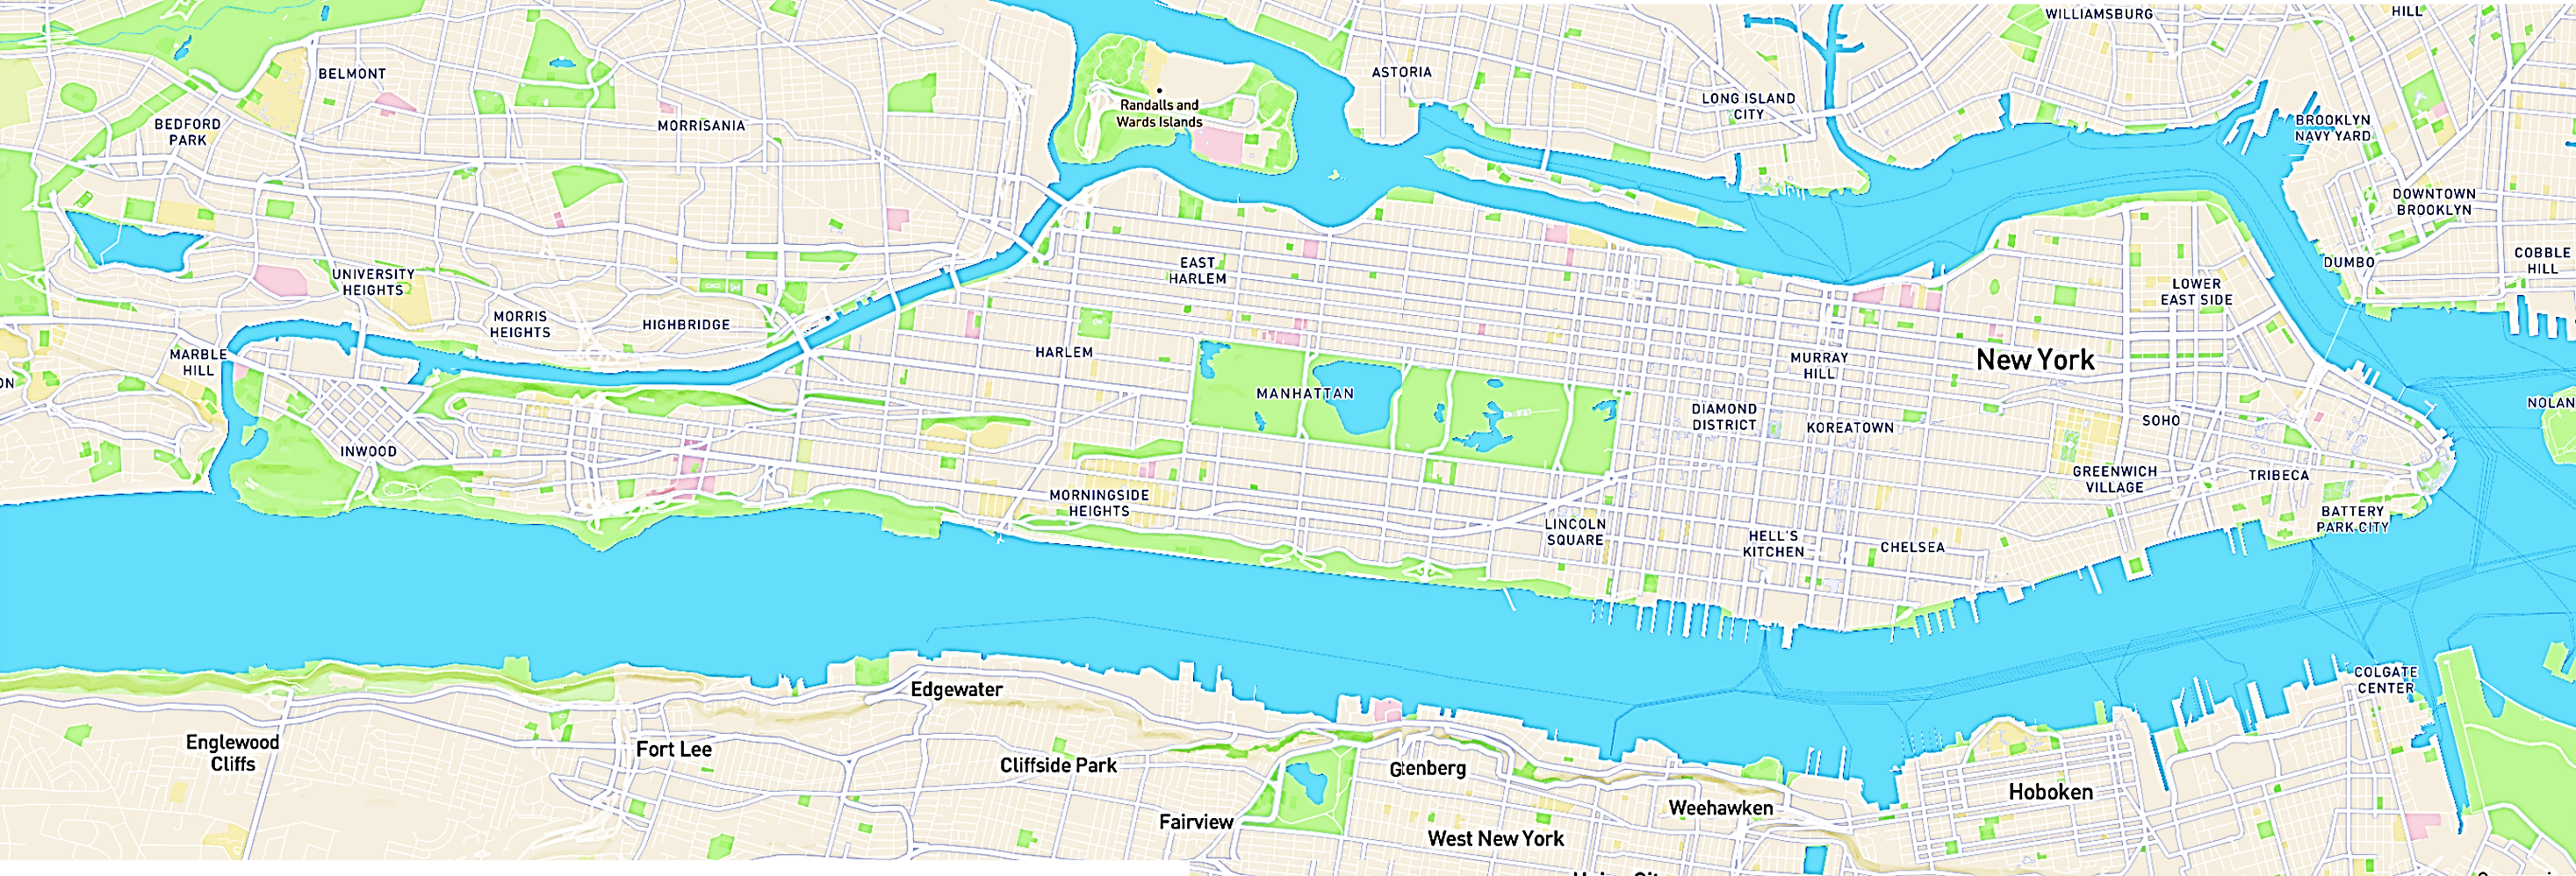 WILLIAMSBURG
HILL
BELMONT
ASTORIA
LONG ISLAND
CITY
Randalls and
Wards Islands
BEDFORD
PARK
MORRISANIA
BROOKLYN
NAVY YARD
DOWNTOWN
BROOKLYN
UNIVERSITY
HEIGHTS
EAST
HARLEM
DUMBO
COBBLE
HILL
LOWER
EAST SIDE
MORRIS
HEIGHTS
HIGHBRIDGE
MARBLE
HILL
HARLEM
MURRAY
HILL
New York
ON
MANHATTAN
DIAMOND
DISTRICT
KOREATOWN
SOHO
NOLAN
INWOOD
GREENWICH
VILLAGE
TRIBECA
MORNINGSIDE
HEIGHTS
LINCOLN
SQUARE
HELL'S
KITCHEN
CHELSEA
BATTERY
PARK CITY
COLGATE
CENTER
Edgewater
Englewood
Cliffs
Fort Lee
Cliffside Park
Gtenberg
Hoboken
Weehawken
Fairview
West New York